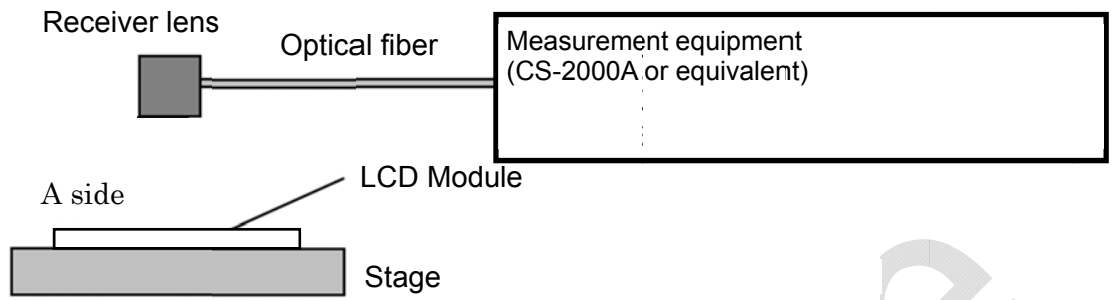 Receiver lens
Optical fiber
Measurement equipment
(CS-2000A or equivalent)
LCD Module
A side
Stage